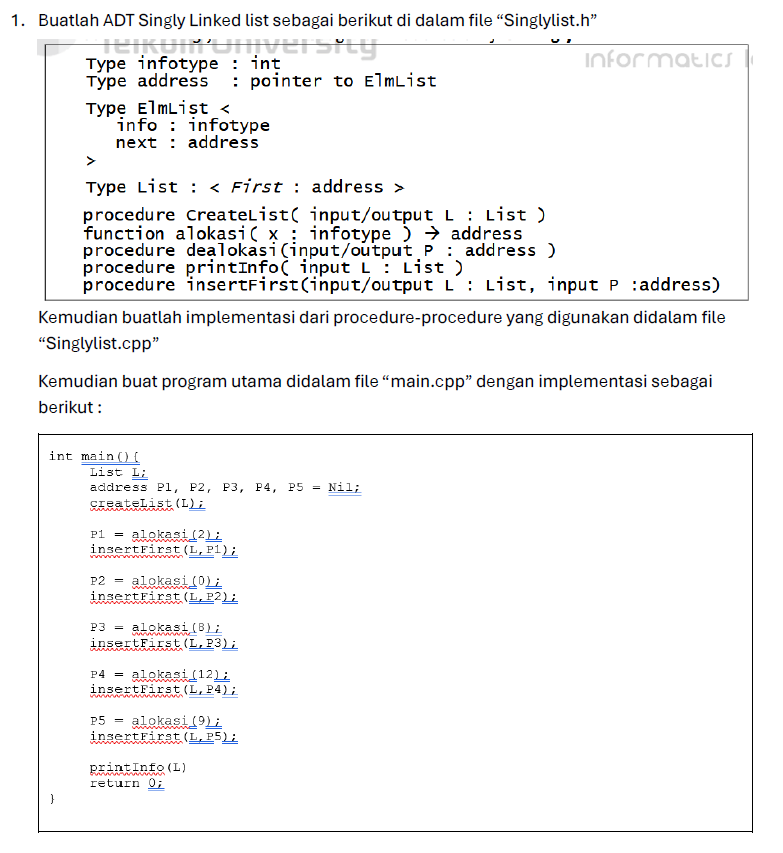 1. Buatlah ADT Singly Linked list sebagai berikut di dalam file “Singlylist.h”
Telkom University
informatics
Type infotype : int
Type address : pointer to ElmList
Type ElmList <
info : infotype
next : address
>
Type List : < First : address >
procedure CreateList( input/output L : List )
function alokasi( x : infotype ) → address
procedure dealokasi(input/output P : address )
procedure printInfo( input L : List )
procedure insertFirst(input/output L : List, input P :address)
Kemudian buatlah implementasi dari procedure-procedure yang digunakan didalam file
“Singlylist.cpp”
Kemudian buat program utama didalam file “main.cpp” dengan implementasi sebagai
berikut :
int main(){
List L;
address P1, P2, P3, P4, P5 = Nil;
createList(L);
P1 = alokasi(2);
insertFirst(L,P1);
P2 = alokasi(0);
insertFirst(L,P2);
P3 = alokasi(8);
insertFirst(L,P3);
P4 = alokasi(12);
insertFirst(L,P4);
P5 = alokasi(9);
insertFirst(L,P5);
printInfo(L)
return 0;
}